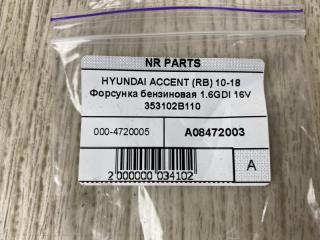 NR PARTS
HYUNDAI ACCENT (RB) 10-18
Форсунка бензиновая 1.6GDI 16V
353102B110
000-4720005
A08472003
A
2 000000 034102